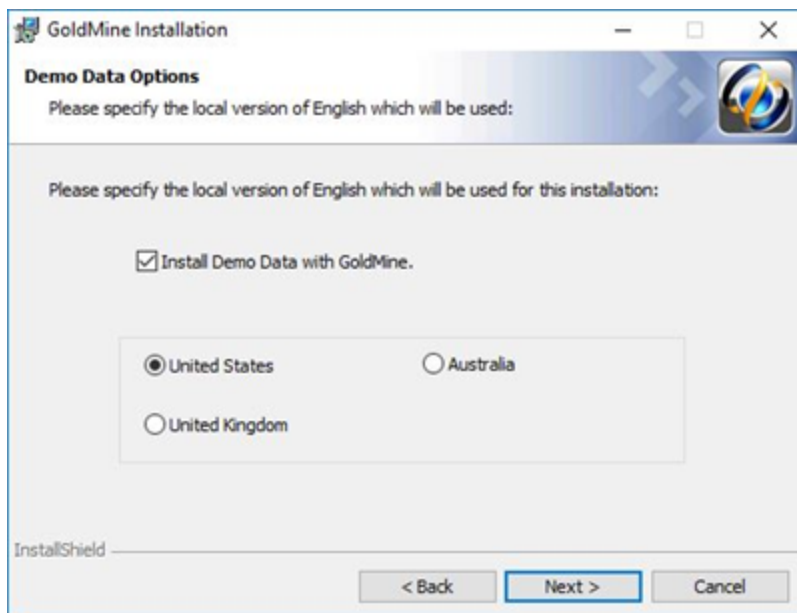 GoldMine Installation
Demo Data Options
Please specify the local version of English which will be used:
Please specify the local version of English which will be used for this installation:
Install Demo Data with GoldMine.
United States
Australia
United Kingdom
InstallShield
< Back
Next >
Cancel